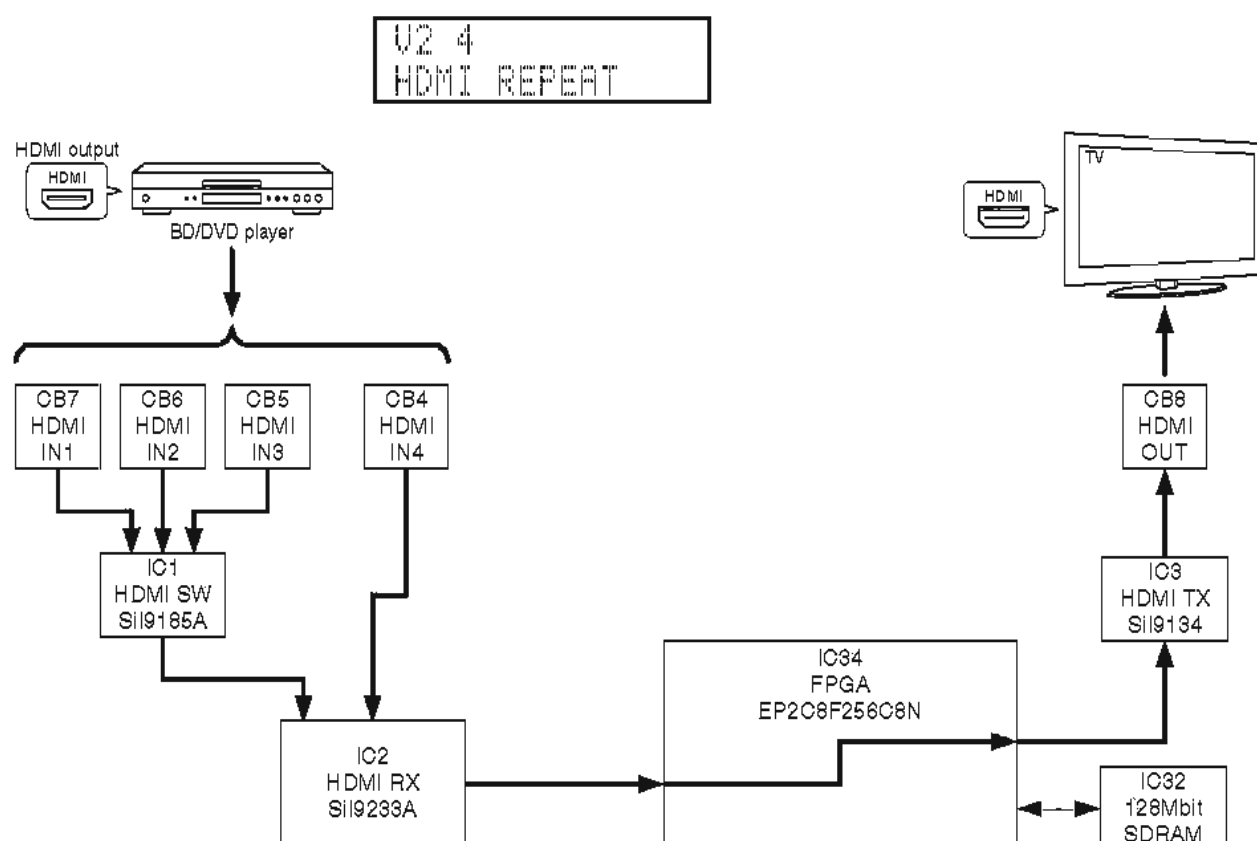 V2 4
HDMI REPEAT
HDMI output
HDMI
BD/DVD player
HDMI
TV
CB7
HDMI
IN1
CB6
HDMI
IN2
CB5
HDMI
IN3
CB4
HDMI
IN4
CB8
HDMI
OUT
IC1
HDMI SW
SiI9185A
IC3
HDMI TX
SiI9134
IC34
FPGA
EP2C8F256C8N
IC2
HDMI RX
SiI9233A
IC32
128Mbit
SDRAM